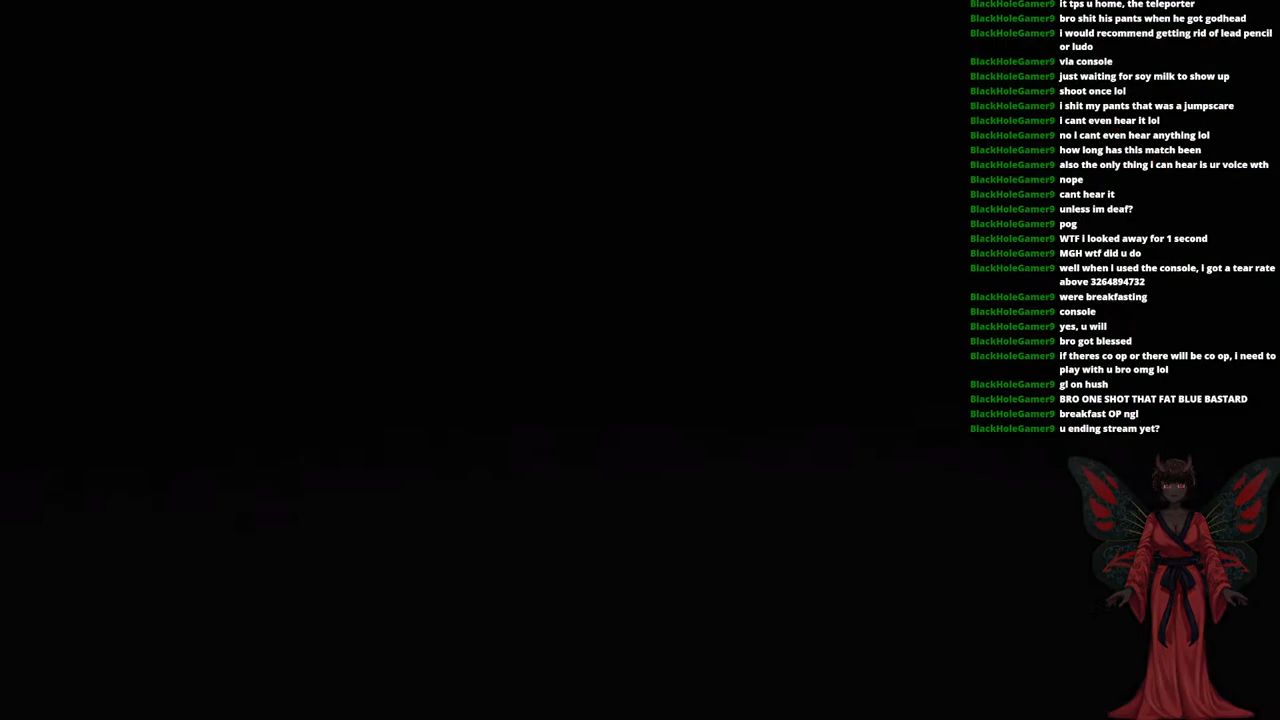 BlackHoleGamer9 it tps u home, the teleporter
BlackHoleGamer9 bro shit his pants when he got godhead
BlackHoleGamer9 i would recommend getting rid of lead pencil
or ludo
BlackHoleGamer9 via console
BlackHoleGamer9 just waiting for soy milk to show up
BlackHoleGamer9 shoot once lol
BlackHoleGamer9 i shit my pants that was a jumpscare
BlackHoleGamer9 i cant even hear it lol
BlackHoleGamer9 no i cant even hear anything lol
BlackHoleGamer9 how long has this match been
BlackHoleGamer9 also the only thing i can hear is ur voice wth
BlackHoleGamer9 nope
BlackHoleGamer9 cant hear it
BlackHoleGamer9 unless im deaf?
BlackHoleGamer9 pog
BlackHoleGamer9 WTF i looked away for 1 second
BlackHoleGamer9 MGH wtf did u do
BlackHoleGamer9 well when i used the console, i got a tear rate
above 3264894732
BlackHoleGamer9 were breakfasting
BlackHoleGamer9 console
BlackHoleGamer9 yes, u will
BlackHoleGamer9 bro got blessed
BlackHoleGamer9 if theres co op or there will be co op, i need to
play with u bro omg lol
BlackHoleGamer9 gl on hush
BlackHoleGamer9 BRO ONE SHOT THAT FAT BLUE BASTARD
BlackHoleGamer9 breakfast OP ngl
BlackHoleGamer9 u ending stream yet?